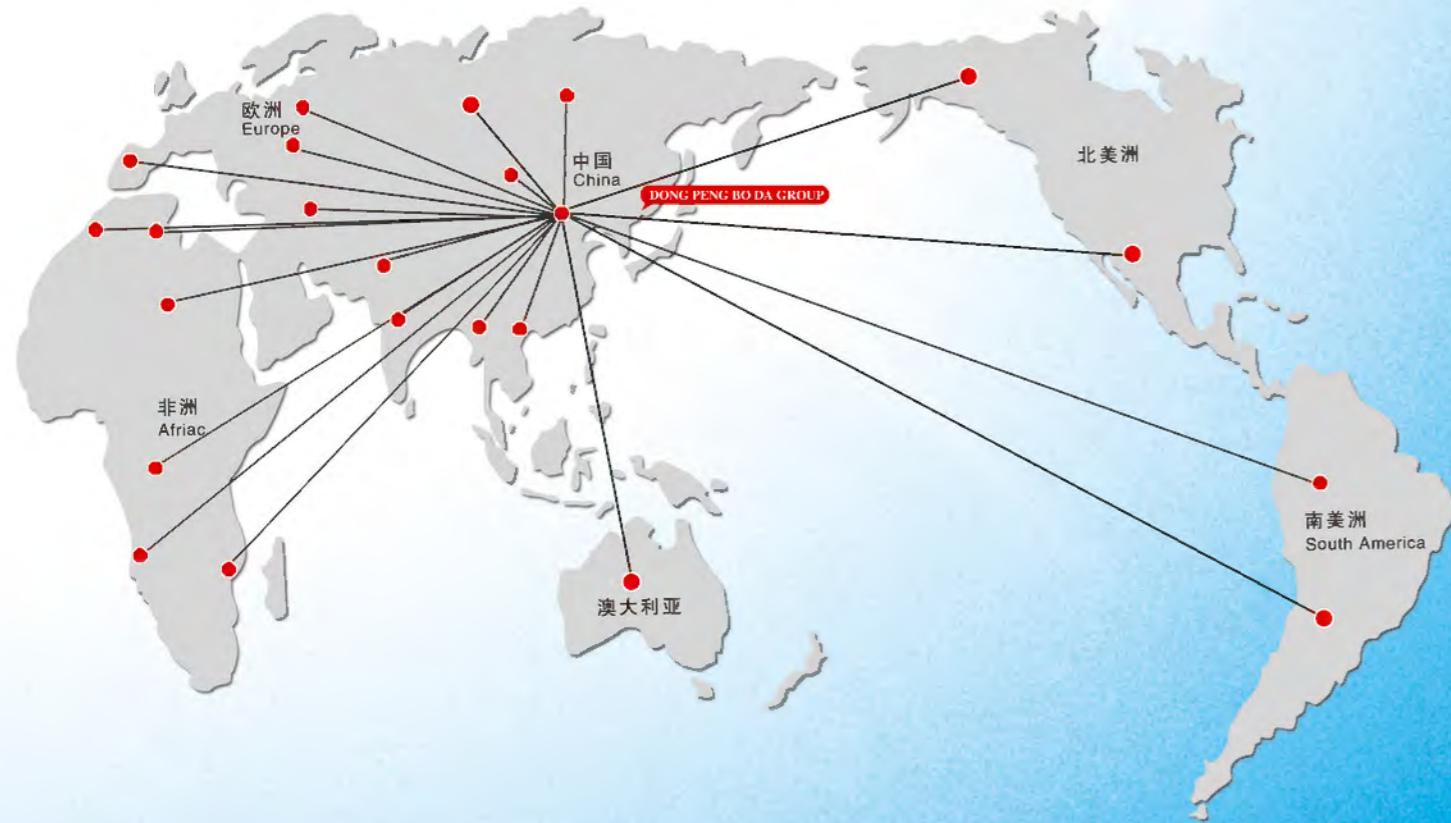 欧洲
Europe
中国
China
北美洲
DONG PENG BO DA GROUP
非洲
Afriac
南美洲
South America
澳大利亚